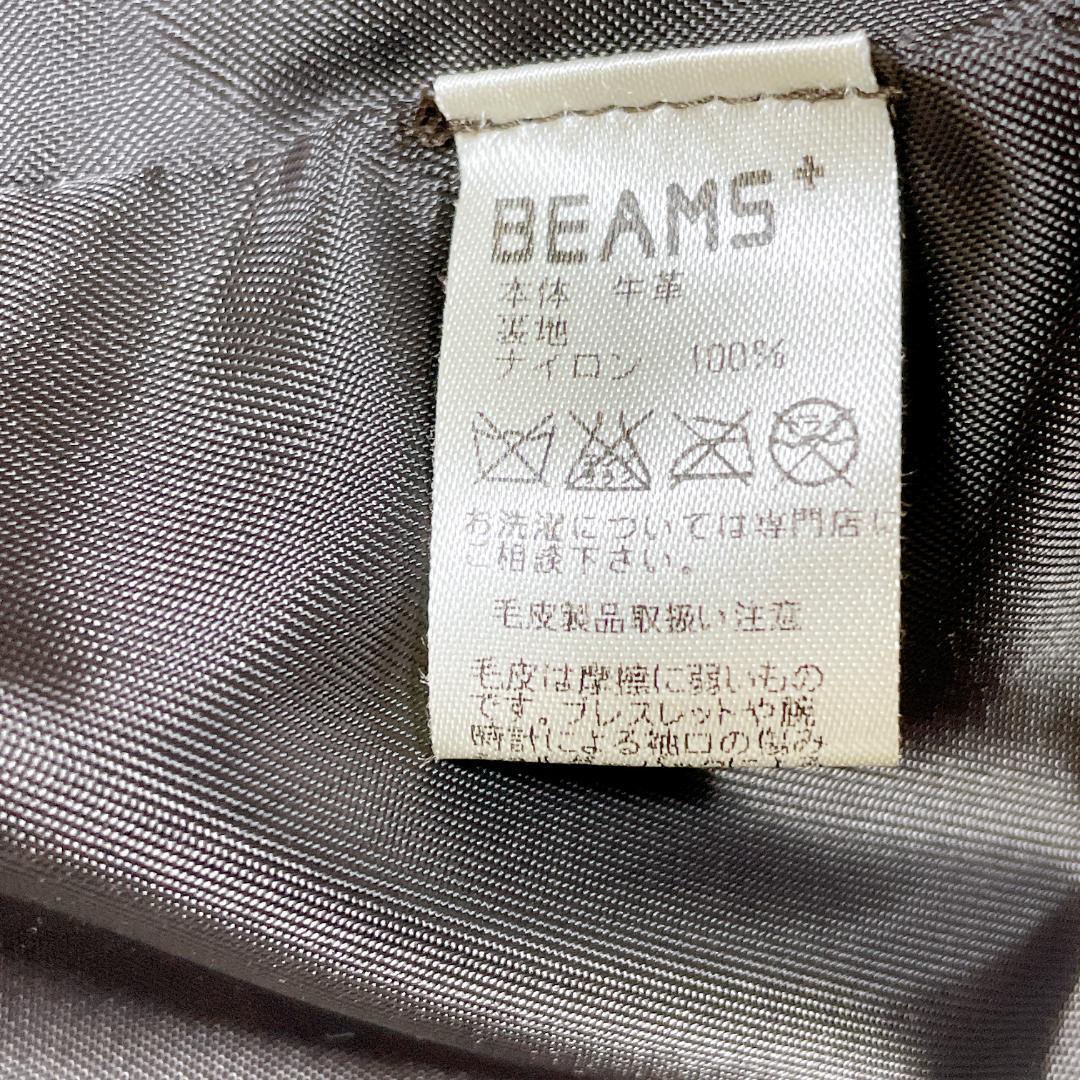 BEAMS+
本体 牛革
裏地
ナイロン 100%
お洗濯については専門店に
ご相談下さい。
毛皮製品取扱い注意
毛皮は摩擦に弱いもの
です。ブレスレットや腕
時計による袖口の傷み